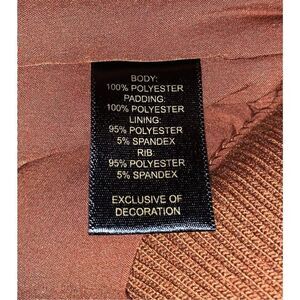 BODY:
100% POLYESTER
PADDING:
100% POLYESTER
LINING:
95% POLYESTER
5% SPANDEX
RIB:
95% POLYESTER
5% SPANDEX
EXCLUSIVE OF
DECORATION